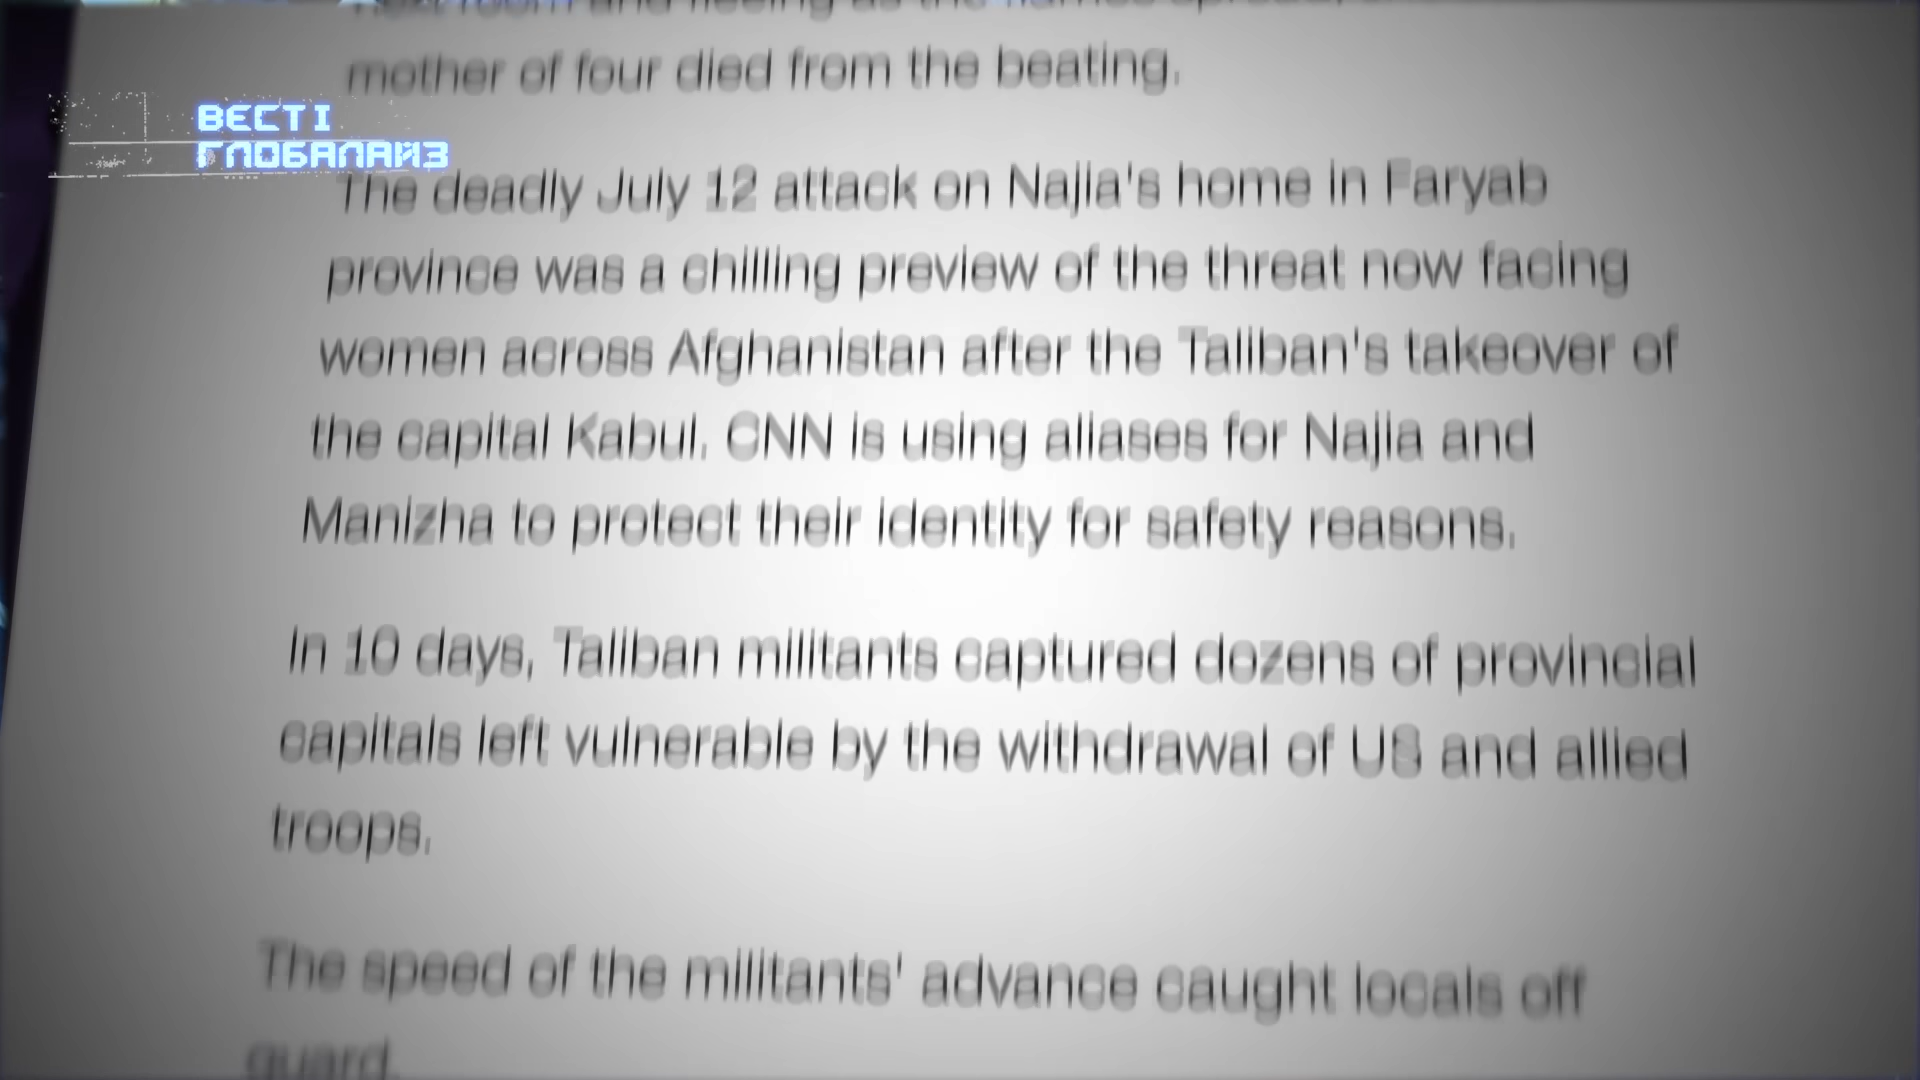 mother of four died from the beating.
ВЕСТІ
ГЛОБАЛАЙЗ
The deadly July 12 attack on Najia's home in Faryab
province was a chilling preview of the threat now facing
women across Afghanistan after the Taliban's takeover of
the capital Kabul. CNN is using aliases for Najia and
Manizha to protect their identity for safety reasons.
In 10 days, Taliban militants captured dozens of provincial
capitals left vulnerable by the withdrawal of US and allied
troops.
The speed of the militants' advance caught locals off
guard.